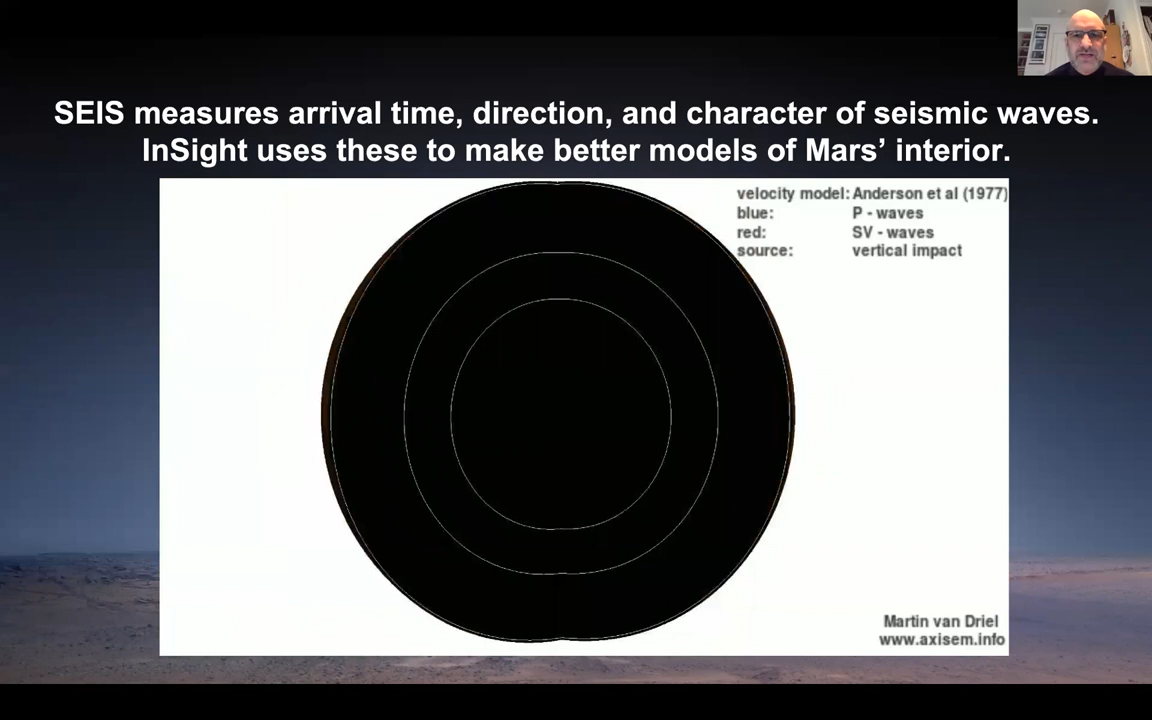 SEIS measures arrival time, direction, and character of seismic waves.
InSight uses these to make better models of Mars’ interior.
velocity model: Anderson et al (1977)
blue: P - waves
red: SV - waves
source: vertical impact
Martin van Driel
www.axisem.info